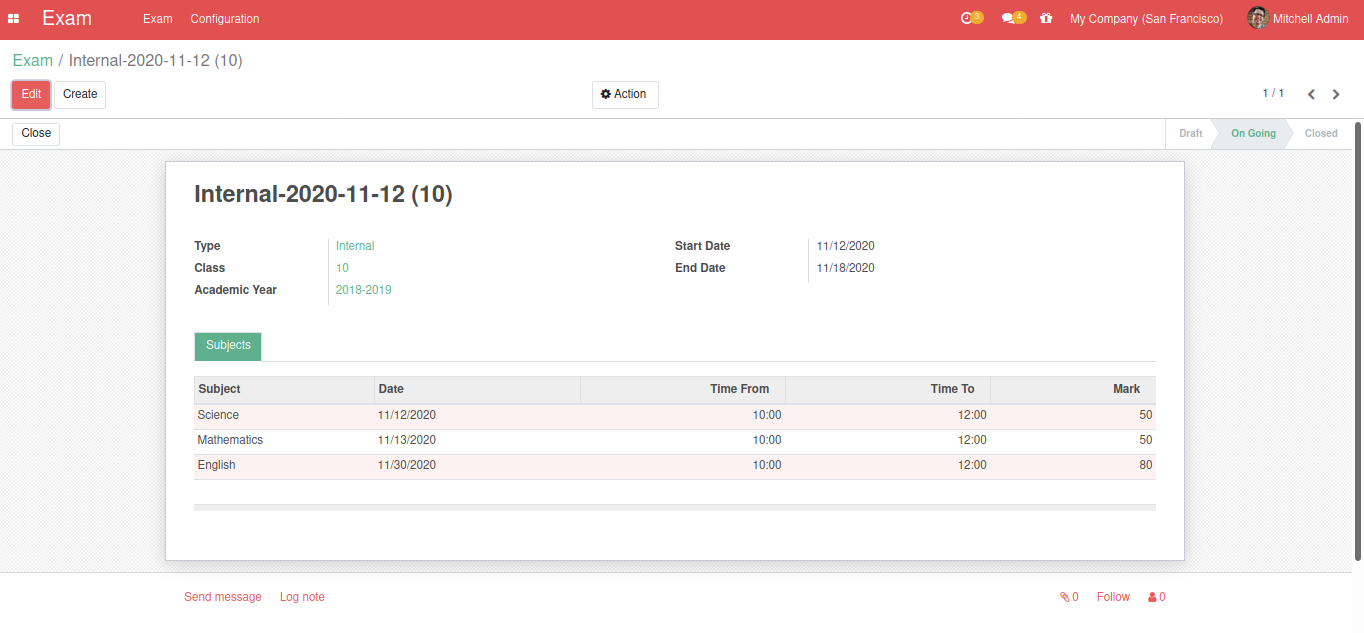 Exam Exam Configuration 3 4 My Company (San Francisco) Mitchell Admin
Exam / Internal-2020-11-12 (10)
Edit Create Action 1 / 1
Close Draft On Going Closed
Internal-2020-11-12 (10)
Type Internal Start Date 11/12/2020
Class 10 End Date 11/18/2020
Academic Year 2018-2019
Subjects
Subject Date Time From Time To Mark
Science 11/12/2020 10:00 12:00 50
Mathematics 11/13/2020 10:00 12:00 50
English 11/30/2020 10:00 12:00 80
Send message Log note 0 Follow 0